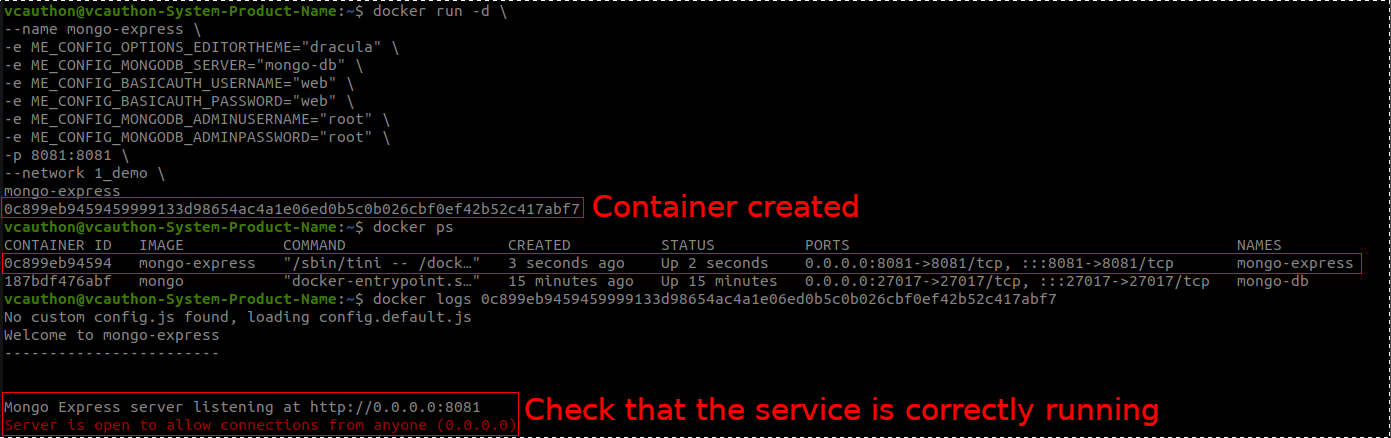 vcauthon@vcauthon-System-Product-Name:~$ docker run -d \
--name mongo-express \
-e ME_CONFIG_OPTIONS_EDITORTHEME="dracula" \
-e ME_CONFIG_MONGODB_SERVER="mongo-db" \
-e ME_CONFIG_BASICAUTH_USERNAME="web" \
-e ME_CONFIG_BASICAUTH_PASSWORD="web" \
-e ME_CONFIG_MONGODB_ADMINUSERNAME="root" \
-e ME_CONFIG_MONGODB_ADMINPASSWORD="root" \
-p 8081:8081 \
--network 1_demo \
mongo-express
0c899eb9459459999133d98654ac4a1e06ed0b5c0b026cbf0ef42b52c417abf7 Container created
vcauthon@vcauthon-System-Product-Name:~$ docker ps
CONTAINER ID   IMAGE           COMMAND                  CREATED          STATUS          PORTS                                           NAMES
0c899eb94594   mongo-express   "/sbin/tini -- /dock…"   3 seconds ago    Up 2 seconds    0.0.0.0:8081->8081/tcp, :::8081->8081/tcp       mongo-express
187bdf476abf   mongo           "docker-entrypoint.s…"   15 minutes ago   Up 15 minutes   0.0.0.0:27017->27017/tcp, :::27017->27017/tcp   mongo-db
vcauthon@vcauthon-System-Product-Name:~$ docker logs 0c899eb9459459999133d98654ac4a1e06ed0b5c0b026cbf0ef42b52c417abf7
No custom config.js found, loading config.default.js
Welcome to mongo-express
------------------------
Mongo Express server listening at http://0.0.0.0:8081
Server is open to allow connections from anyone (0.0.0.0) Check that the service is correctly running